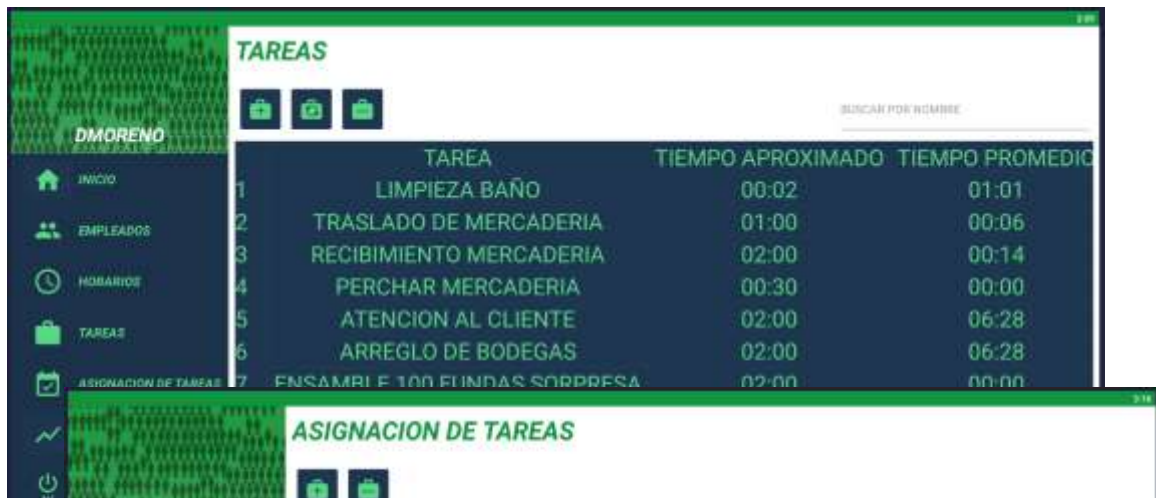 TAREAS
BUSCAR POR NOMBRE
DMORENO
TAREA TIEMPO APROXIMADO TIEMPO PROMEDIO
1 LIMPIEZA BAÑO 00:02 01:01
2 TRASLADO DE MERCADERIA 01:00 00:06
3 RECIBIMIENTO MERCADERIA 02:00 00:14
4 PERCHAR MERCADERIA 00:30 00:00
5 ATENCION AL CLIENTE 02:00 06:28
6 ARREGLO DE BODEGAS 02:00 06:28
7 ENSAMBLE 100 FUNDAS SORPRESA 02:00 00:00
INICIO
EMPLEADOS
HORARIOS
TAREAS
ASIGNACION DE TAREAS
ASIGNACION DE TAREAS